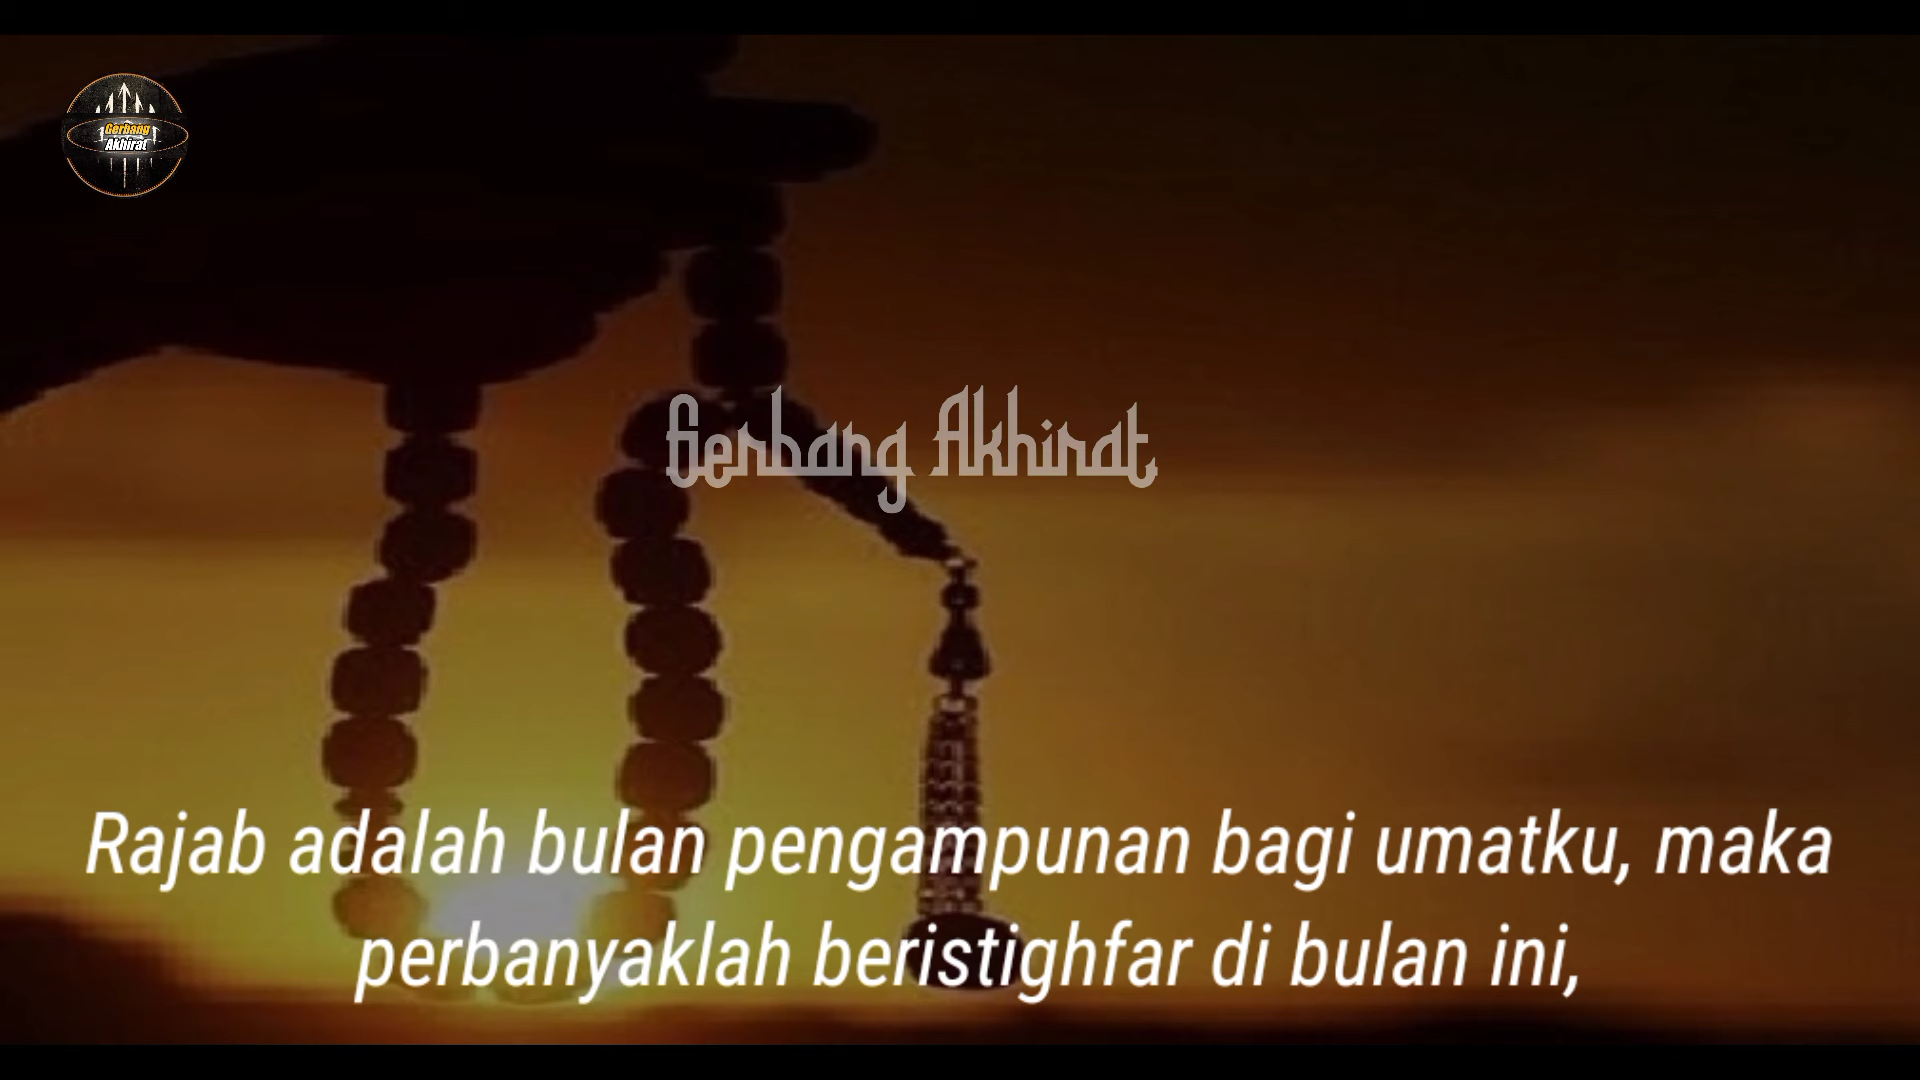 Gerbang
Akhirat
Gerbang Akhirat
Rajab adalah bulan pengampunan bagi umatku, maka
perbanyaklah beristighfar di bulan ini,